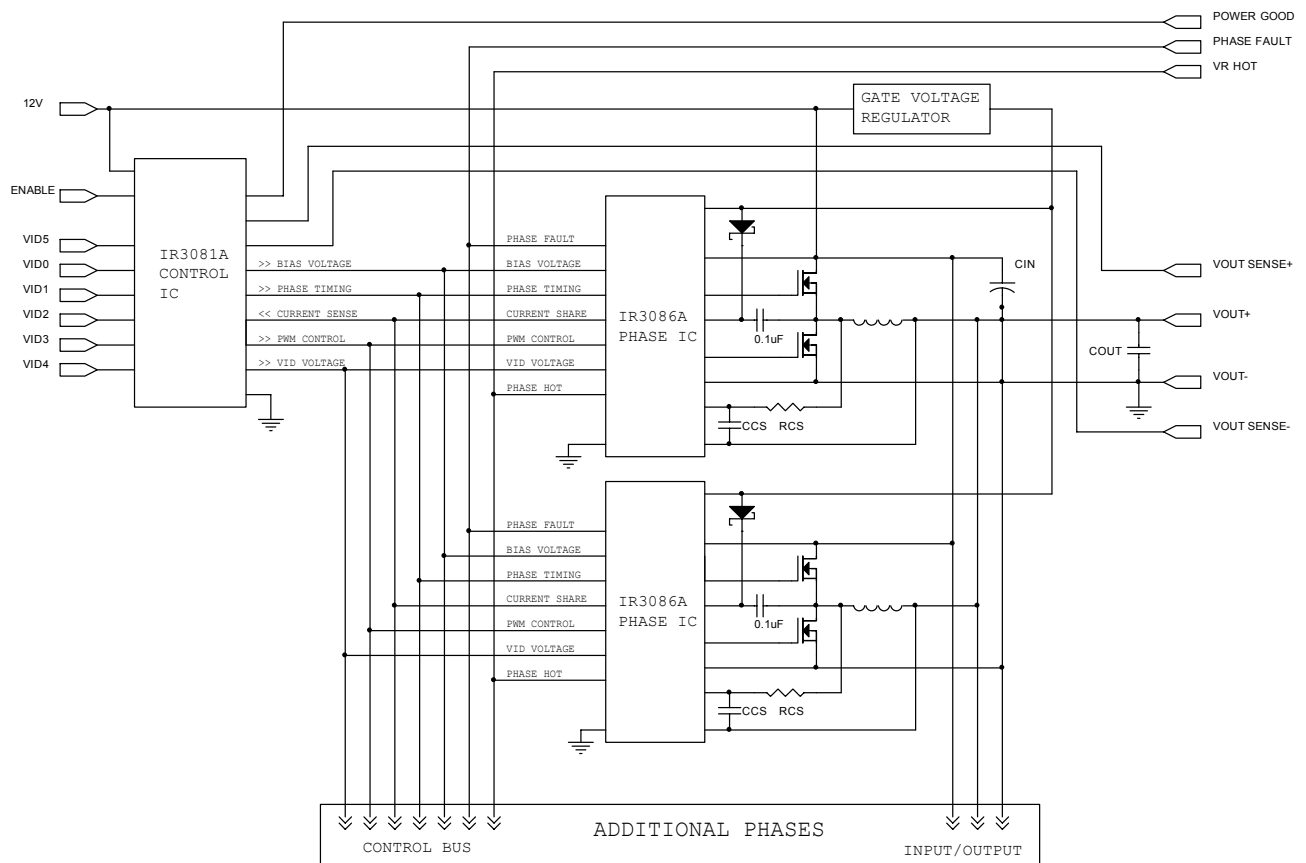 POWER GOOD
PHASE FAULT
VR HOT
12V
GATE VOLTAGE
REGULATOR
ENABLE
VID5
VID0
VID1
VID2
VID3
VID4
IR3081A
CONTROL
IC
>> BIAS VOLTAGE
>> PHASE TIMING
<< CURRENT SENSE
>> PWM CONTROL
>> VID VOLTAGE
PHASE FAULT
BIAS VOLTAGE
PHASE TIMING
CURRENT SHARE
PWM CONTROL
VID VOLTAGE
PHASE HOT
IR3086A
PHASE IC
0.1uF
CCS
RCS
CIN
COUT
VOUT SENSE+
VOUT+
VOUT-
VOUT SENSE-
PHASE FAULT
BIAS VOLTAGE
PHASE TIMING
CURRENT SHARE
PWM CONTROL
VID VOLTAGE
PHASE HOT
IR3086A
PHASE IC
0.1uF
CCS
RCS
ADDITIONAL PHASES
CONTROL BUS
INPUT/OUTPUT